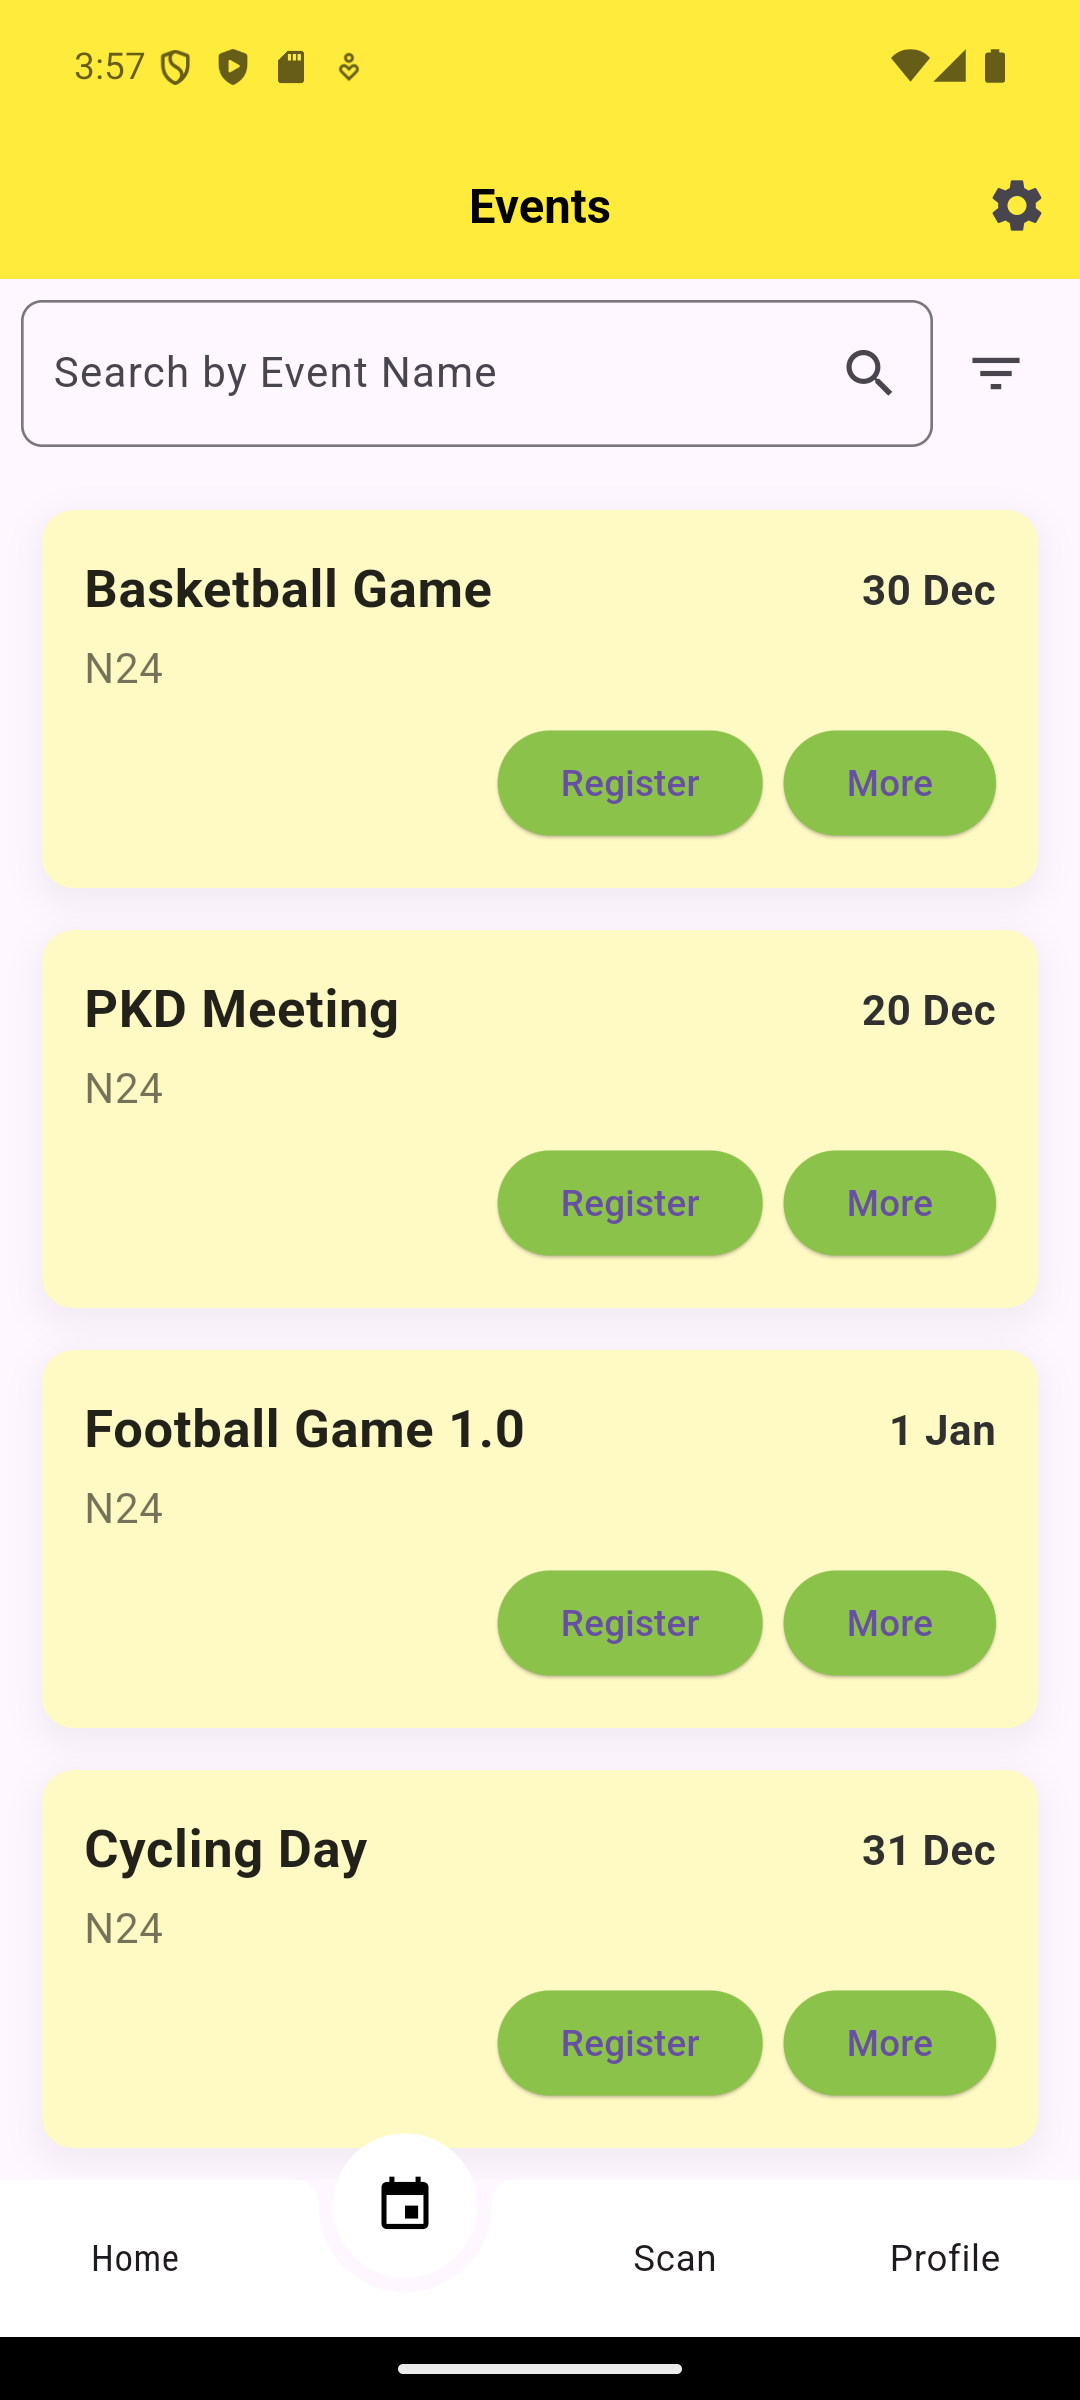 3:57
Events
Search by Event Name
Basketball Game
30 Dec
N24
Register
More
PKD Meeting
20 Dec
N24
Register
More
Football Game 1.0
1 Jan
N24
Register
More
Cycling Day
31 Dec
N24
Register
More
Home
Scan
Profile